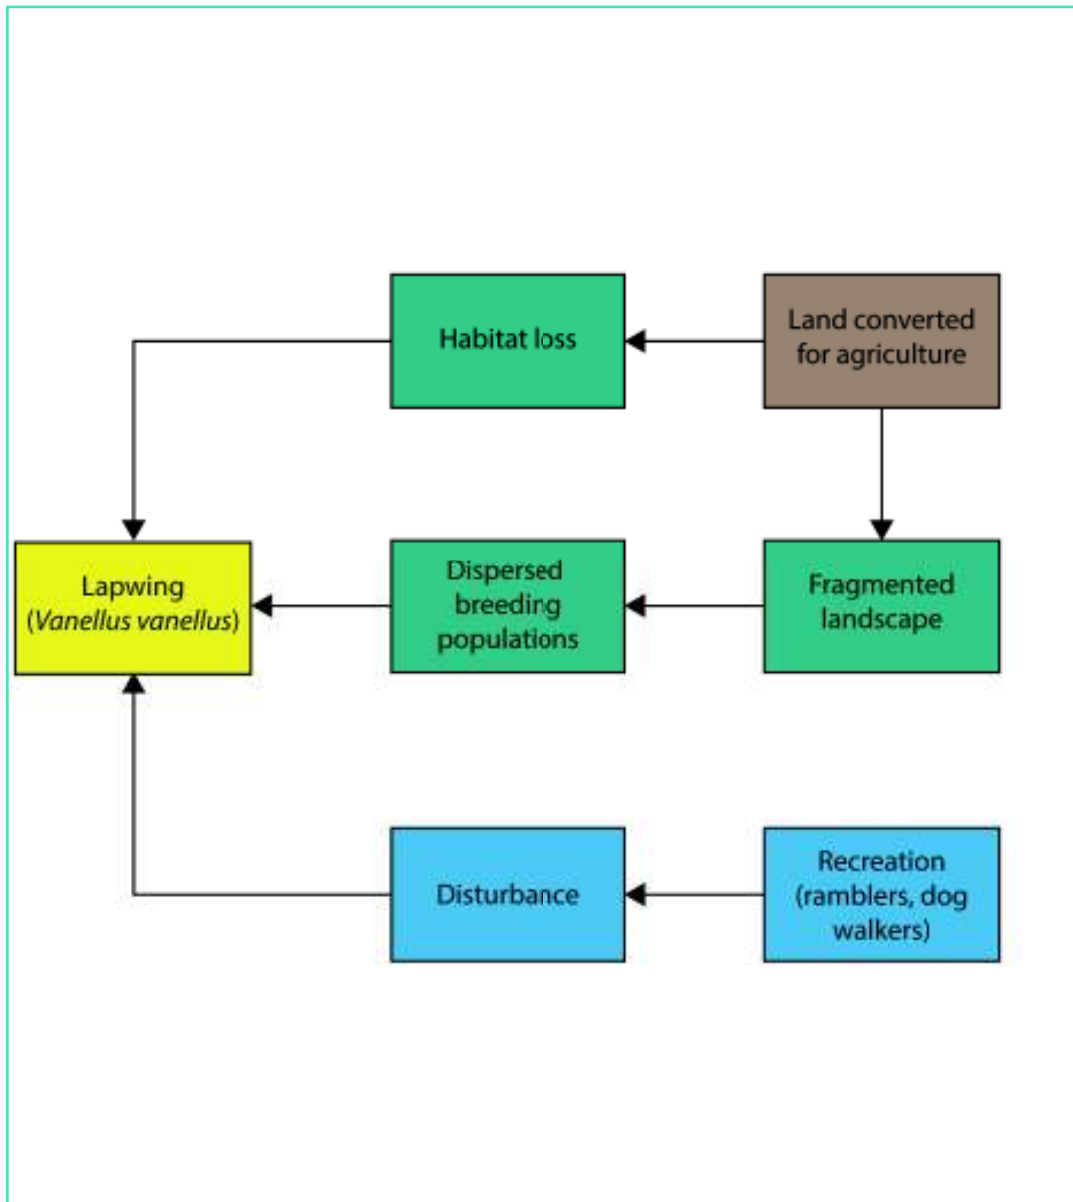 Habitat loss
Land converted
for agriculture
Lapwing
(Vanellus vanellus)
Dispersed
breeding
populations
Fragmented
landscape
Disturbance
Recreation
(ramblers, dog
walkers)